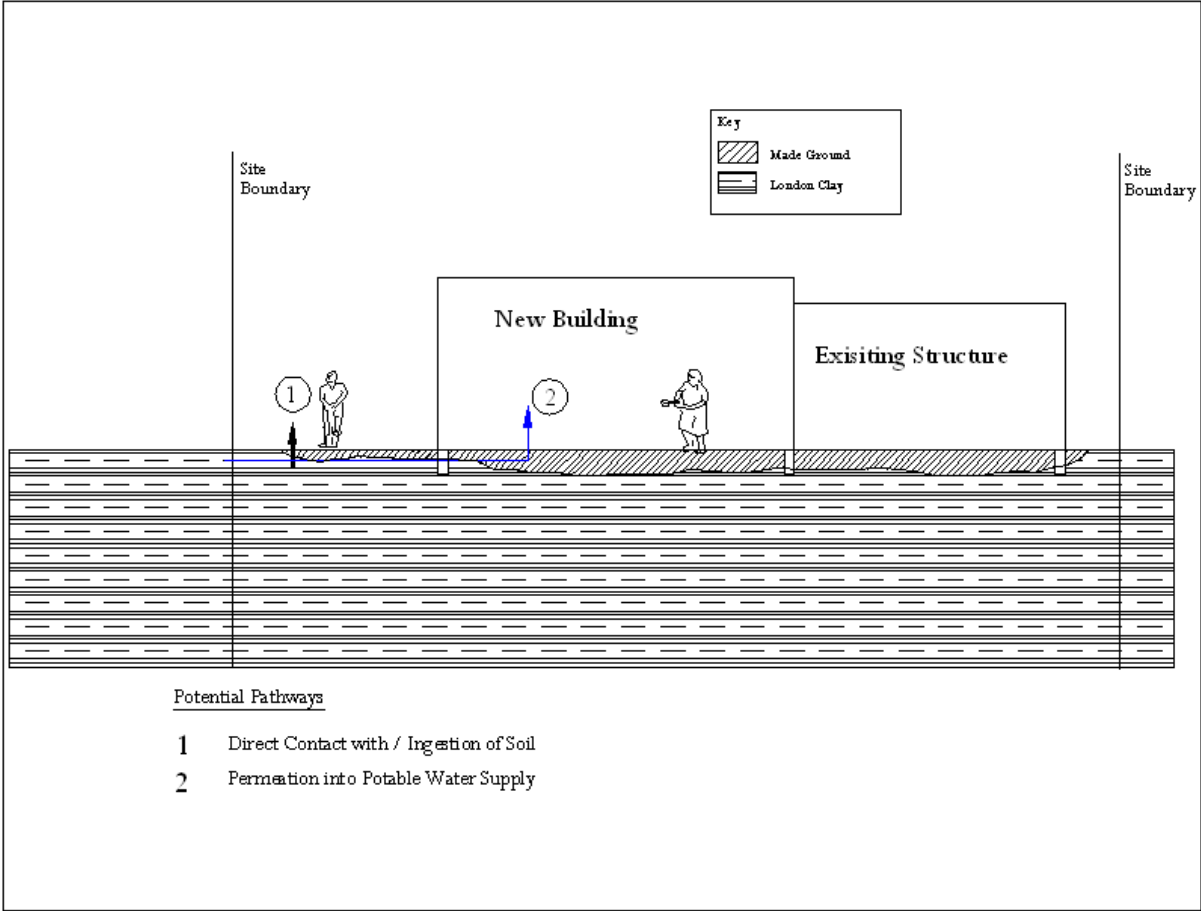 Key
Made Ground
London Clay
Site
Boundary
Site
Boundary
New Building
Exisiting Structure
1
2
Potential Pathways
1 Direct Contact with / Ingestion of Soil
2 Permeation into Potable Water Supply